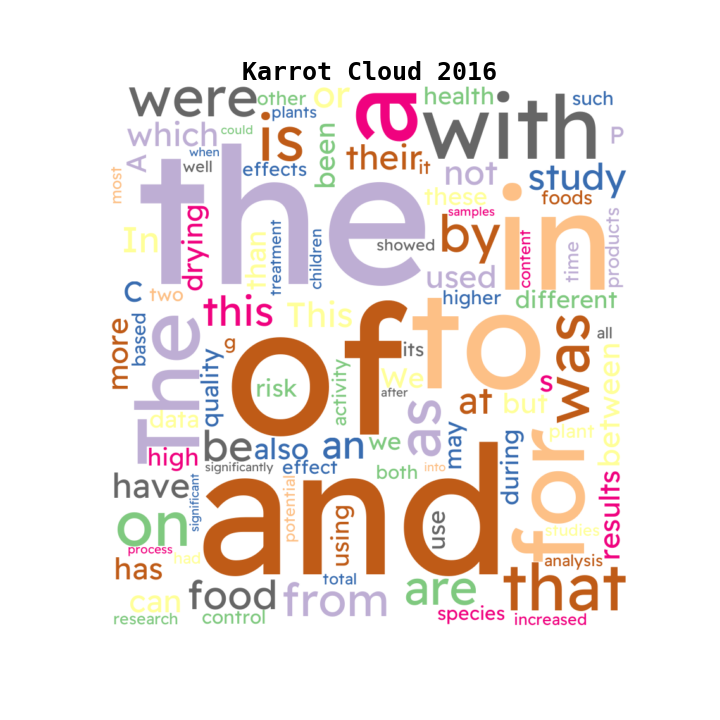 Karrot Cloud 2016
were
other
or
a
health
with
such
plants
which
could
is
been
their
it
P
A
when
well
effects
not
study
most
the
these
foods
in
samples
by
In
drying
than
treatment
children
showed
content
time
products
used
C
two
this
This
higher
different
of
to
more
based
The
g
its
was
all
quality
risk
activity
We
after
s
between
data
at
but
as
plant
high
be
also
an
we
may
during
significantly
effect
both
into
for
results
have
significant
and
potential
using
use
on
studies
process
had
analysis
has
total
that
can
food
from
are
research
control
species
increased